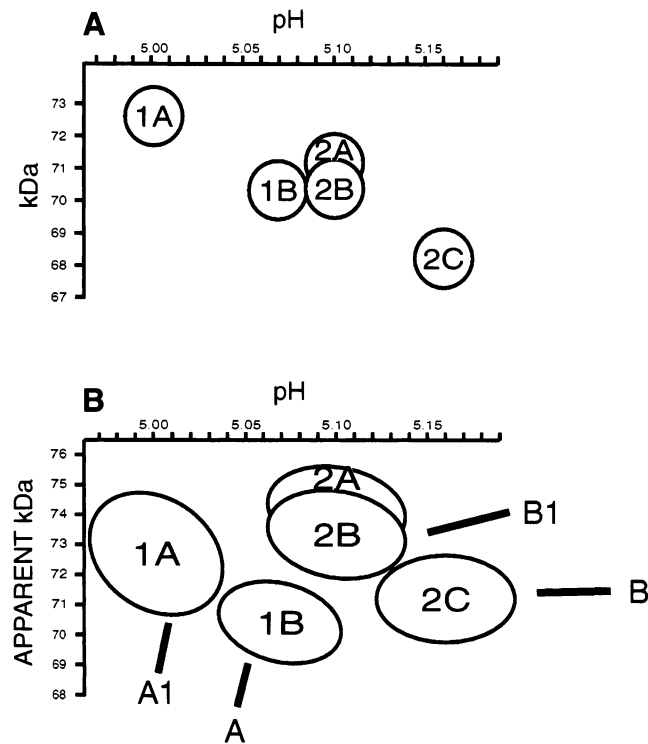 A
pH
5.00 5.05 5.10 5.15
73
1A
72
2A
71
1B 2B
70
kDa
69
2C
68
67
B
pH
5.00 5.05 5.10 5.15
76
75
2A
74
B1
2B
73
1A
72
APPARENT kDa
71
2C
B
1B
70
69
68
A1
A